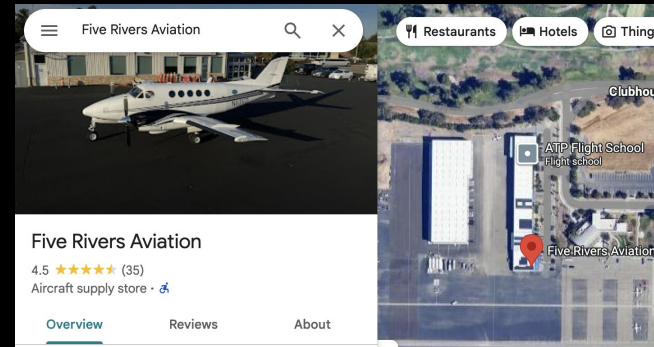 Five Rivers Aviation
Restaurants
Hotels
Thing
Clubhou
ATP Flight School
Flight school
Five Rivers Aviation
Five Rivers Aviation
4.5 (35)
Aircraft supply store ·
Overview Reviews About